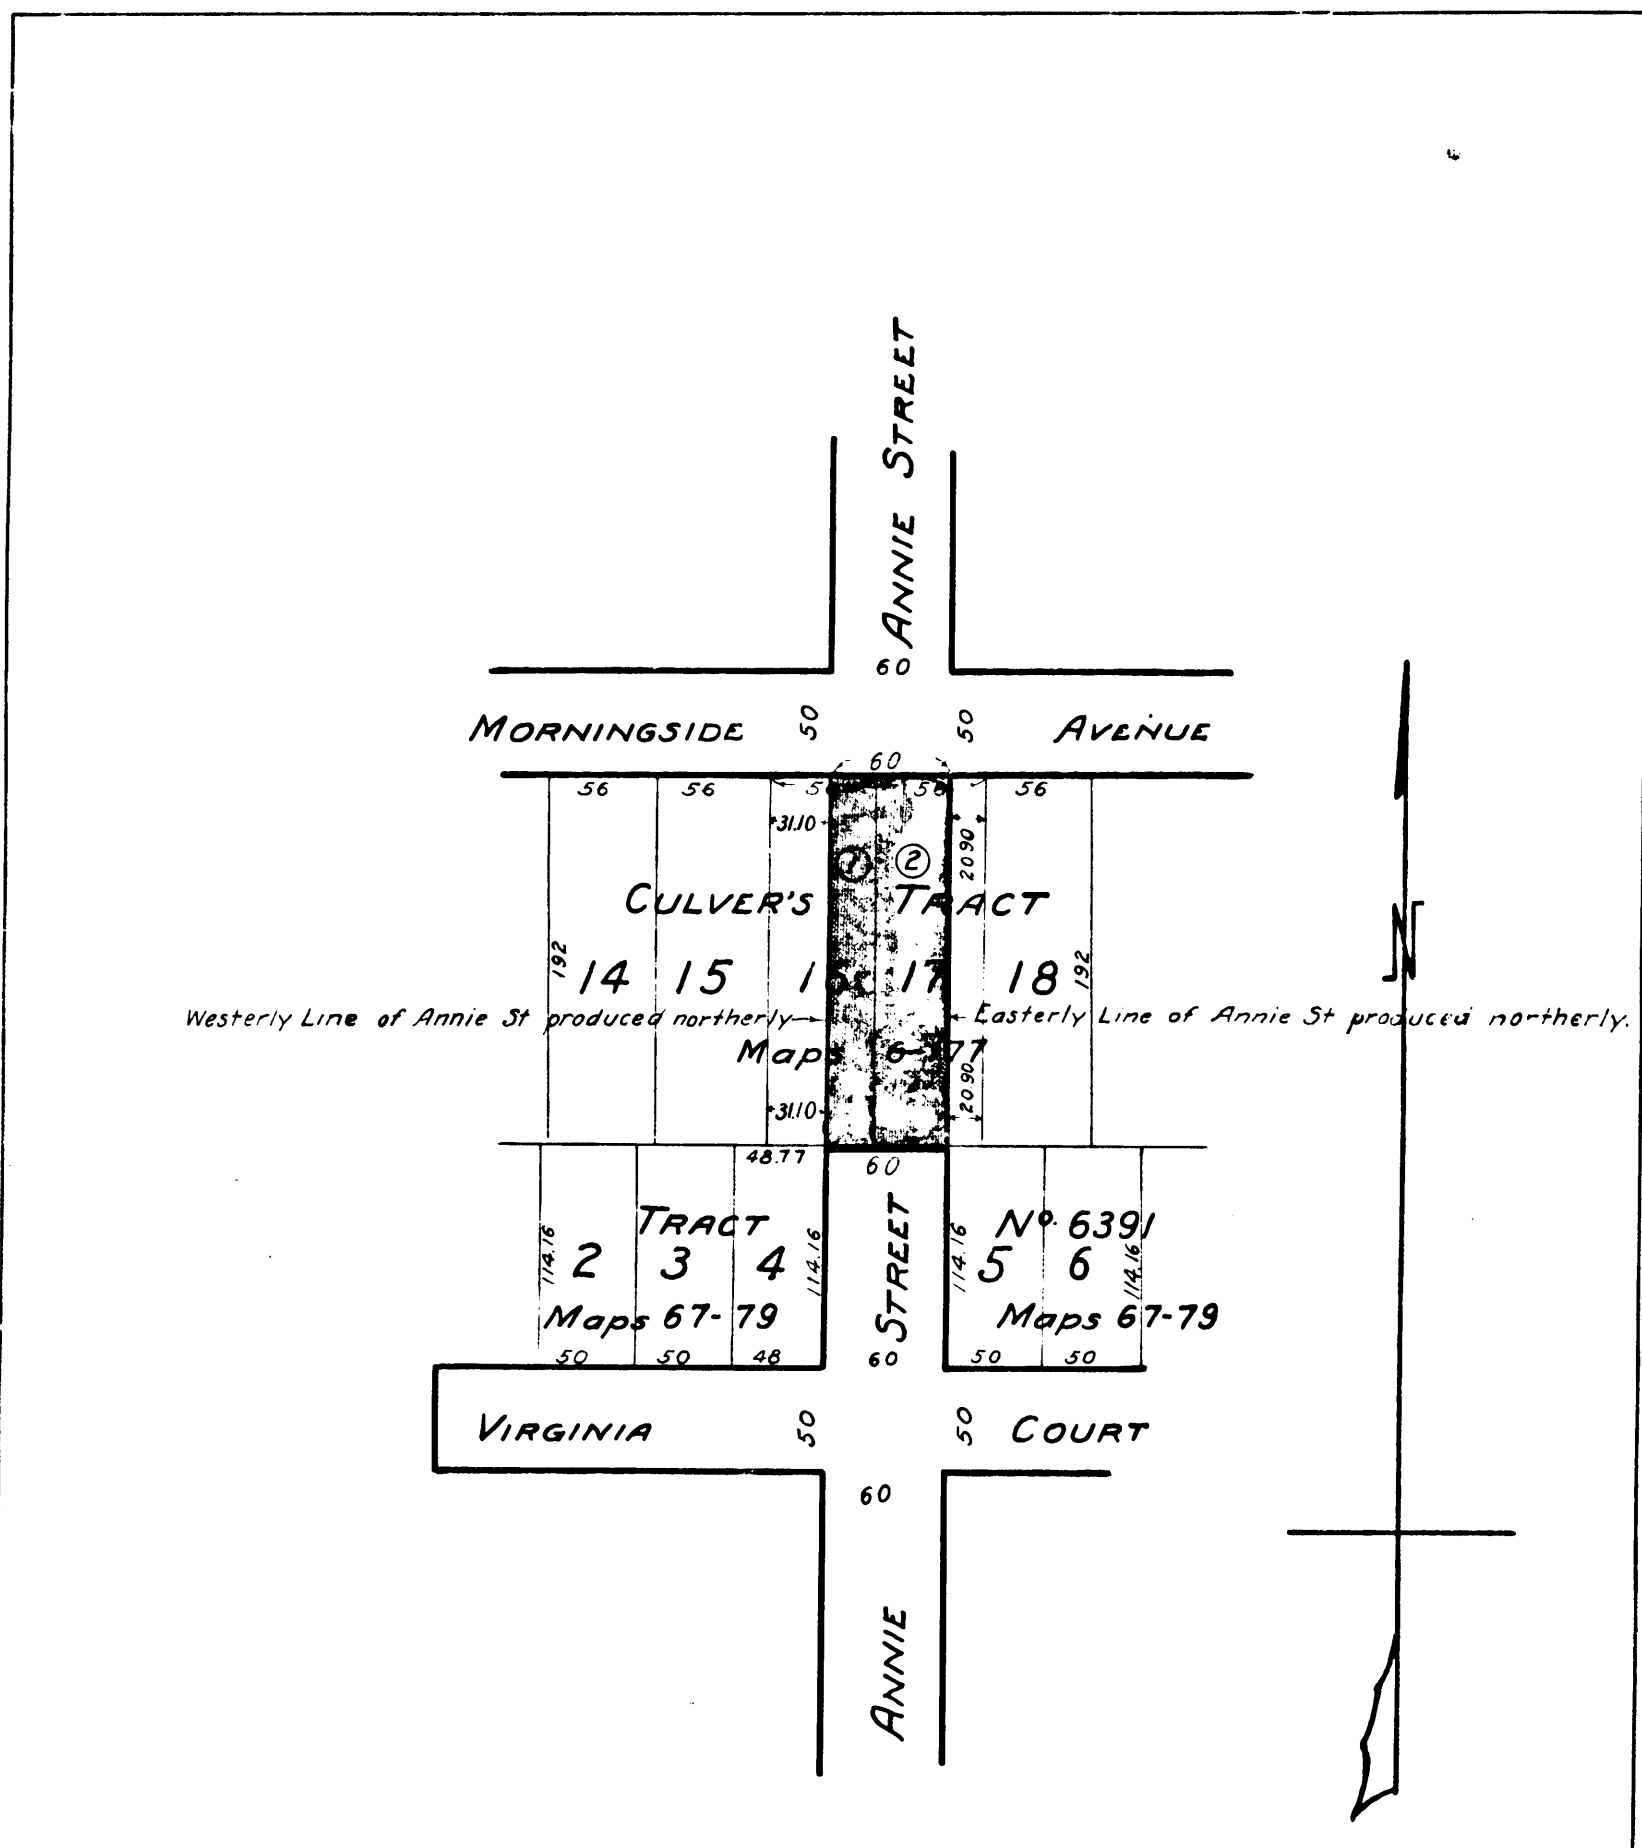 ANNIE STREET
60
MORNINGSIDE
50
50
AVENUE
60
56
56
56
56
31.10
20.90
②
CULVER'S TRACT
192
14
15
17
18
192
Westerly Line of Annie St produced northerly
Easterly Line of Annie St produced northerly.
Maps
31.10
20.90
48.77
60
TRACT
Nº 6391
114.16
2
3
4
114.16
STREET
114.16
5
6
114.16
Maps 67-79
Maps 67-79
50
50
48
60
50
50
VIRGINIA
50
50
COURT
60
ANNIE
N